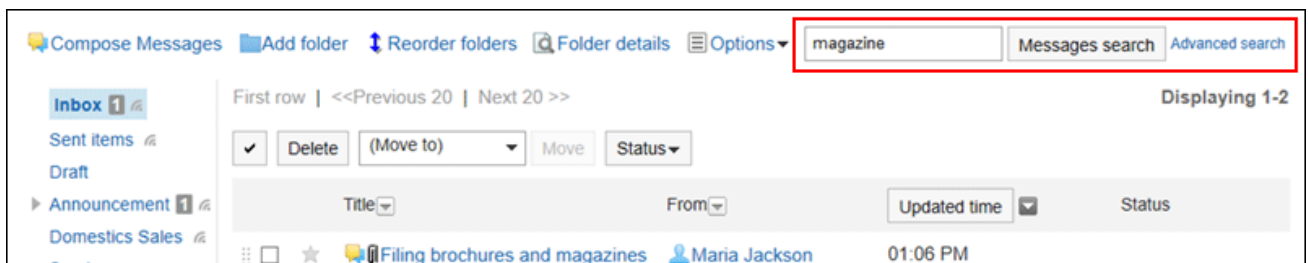 Compose Messages Add folder Reorder folders Folder details Options magazine Messages search Advanced search
Inbox 1 First row | <<Previous 20 | Next 20 >> Displaying 1-2
Sent items Delete (Move to) Move Status
Draft
Announcement 1 Title From Updated time Status
Domestics Sales Filing brochures and magazines Maria Jackson 01:06 PM